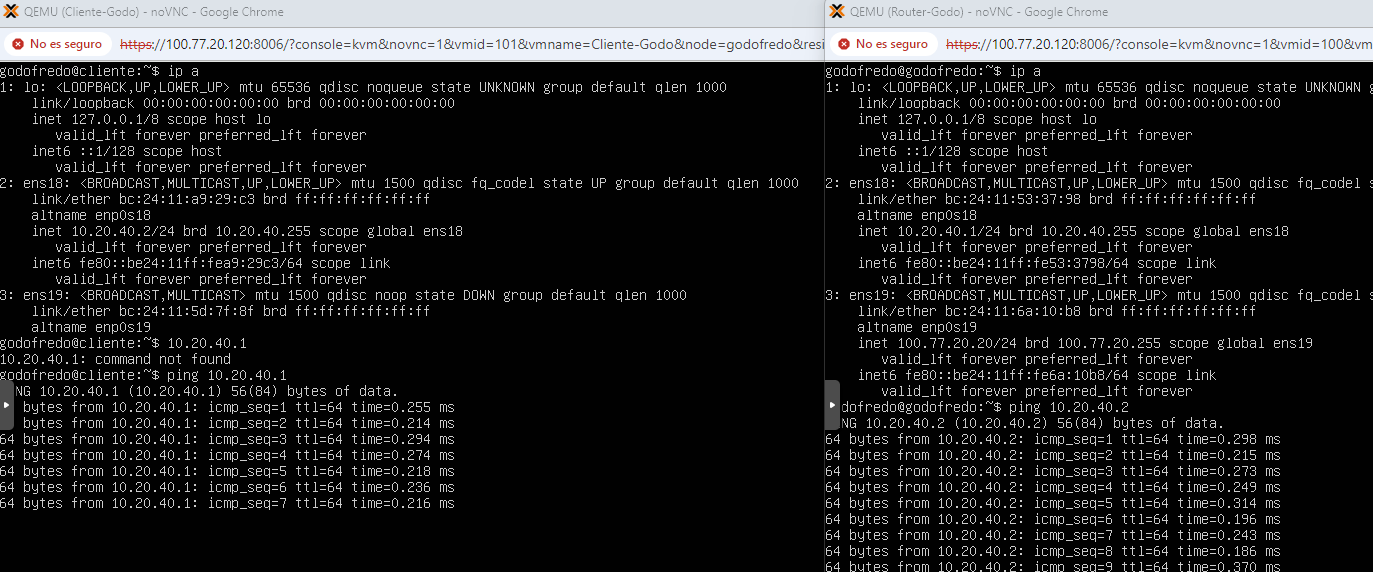 QEMU (Cliente-Godo) - noVNC - Google Chrome
No es seguro https://100.77.20.120:8006/?console=kvm&novnc=1&vmid=101&vmname=Cliente-Godo&node=godofredo&resi
godofredo@cliente:~$ ip a
1: lo: <LOOPBACK,UP,LOWER_UP> mtu 65536 qdisc noqueue state UNKNOWN group default qlen 1000
link/loopback 00:00:00:00:00:00 brd 00:00:00:00:00:00
inet 127.0.0.1/8 scope host lo
valid_lft forever preferred_lft forever
inet6 ::1/128 scope host
valid_lft forever preferred_lft forever
2: ens18: <BROADCAST,MULTICAST,UP,LOWER_UP> mtu 1500 qdisc fq_codel state UP group default qlen 1000
link/ether bc:24:11:a9:29:c3 brd ff:ff:ff:ff:ff:ff
altname enp0s18
inet 10.20.40.2/24 brd 10.20.40.255 scope global ens18
valid_lft forever preferred_lft forever
inet6 fe80::be24:11ff:fea9:29c3/64 scope link
valid_lft forever preferred_lft forever
3: ens19: <BROADCAST,MULTICAST> mtu 1500 qdisc noop state DOWN group default qlen 1000
link/ether bc:24:11:5d:7f:8f brd ff:ff:ff:ff:ff:ff
altname enp0s19
godofredo@cliente:~$ 10.20.40.1
10.20.40.1: command not found
godofredo@cliente:~$ ping 10.20.40.1
NG 10.20.40.1 (10.20.40.1) 56(84) bytes of data.
bytes from 10.20.40.1: icmp_seq=1 ttl=64 time=0.255 ms
bytes from 10.20.40.1: icmp_seq=2 ttl=64 time=0.214 ms
64 bytes from 10.20.40.1: icmp_seq=3 ttl=64 time=0.294 ms
64 bytes from 10.20.40.1: icmp_seq=4 ttl=64 time=0.274 ms
64 bytes from 10.20.40.1: icmp_seq=5 ttl=64 time=0.218 ms
64 bytes from 10.20.40.1: icmp_seq=6 ttl=64 time=0.236 ms
64 bytes from 10.20.40.1: icmp_seq=7 ttl=64 time=0.216 ms
QEMU (Router-Godo) - noVNC - Google Chrome
No es seguro https://100.77.20.120:8006/?console=kvm&novnc=1&vmid=100&vm
godofredo@godofredo:~$ ip a
1: lo: <LOOPBACK,UP,LOWER_UP> mtu 65536 qdisc noqueue state UNKNOWN g
link/loopback 00:00:00:00:00:00 brd 00:00:00:00:00:00
inet 127.0.0.1/8 scope host lo
valid_lft forever preferred_lft forever
inet6 ::1/128 scope host
valid_lft forever preferred_lft forever
2: ens18: <BROADCAST,MULTICAST,UP,LOWER_UP> mtu 1500 qdisc fq_codel s
link/ether bc:24:11:53:37:98 brd ff:ff:ff:ff:ff:ff
altname enp0s18
inet 10.20.40.1/24 brd 10.20.40.255 scope global ens18
valid_lft forever preferred_lft forever
inet6 fe80::be24:11ff:fe53:3798/64 scope link
valid_lft forever preferred_lft forever
3: ens19: <BROADCAST,MULTICAST,UP,LOWER_UP> mtu 1500 qdisc fq_codel s
link/ether bc:24:11:6a:10:b8 brd ff:ff:ff:ff:ff:ff
altname enp0s19
inet 100.77.20.20/24 brd 100.77.20.255 scope global ens19
valid_lft forever preferred_lft forever
inet6 fe80::be24:11ff:fe6a:10b8/64 scope link
valid_lft forever preferred_lft forever
dofredo@godofredo:~$ ping 10.20.40.2
NG 10.20.40.2 (10.20.40.2) 56(84) bytes of data.
64 bytes from 10.20.40.2: icmp_seq=1 ttl=64 time=0.298 ms
64 bytes from 10.20.40.2: icmp_seq=2 ttl=64 time=0.215 ms
64 bytes from 10.20.40.2: icmp_seq=3 ttl=64 time=0.273 ms
64 bytes from 10.20.40.2: icmp_seq=4 ttl=64 time=0.249 ms
64 bytes from 10.20.40.2: icmp_seq=5 ttl=64 time=0.314 ms
64 bytes from 10.20.40.2: icmp_seq=6 ttl=64 time=0.196 ms
64 bytes from 10.20.40.2: icmp_seq=7 ttl=64 time=0.243 ms
64 bytes from 10.20.40.2: icmp_seq=8 ttl=64 time=0.186 ms
64 bytes from 10.20.40.2: icmp_seq=9 ttl=64 time=0.370 ms